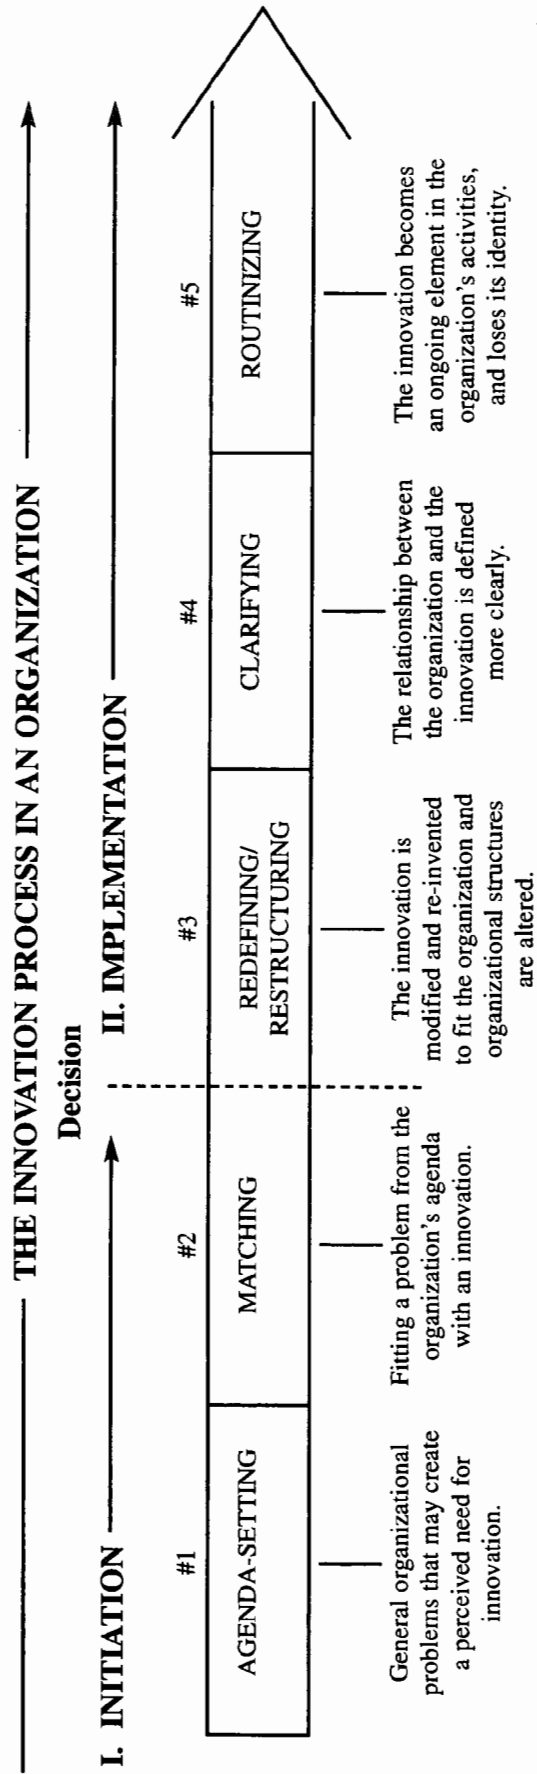 THE INNOVATION PROCESS IN AN ORGANIZATION
Decision
I. INITIATION
II. IMPLEMENTATION
#1
#2
#3
#4
#5
AGENDA-SETTING
MATCHING
REDEFINING/
RESTRUCTURING
CLARIFYING
ROUTINIZING
General organizational
problems that may create
a perceived need for
innovation.
Fitting a problem from the
organization's agenda
with an innovation.
The innovation is
modified and re-invented
to fit the organization and
organizational structures
are altered.
The relationship between
the organization and the
innovation is defined
more clearly.
The innovation becomes
an ongoing element in the
organization's activities,
and loses its identity.